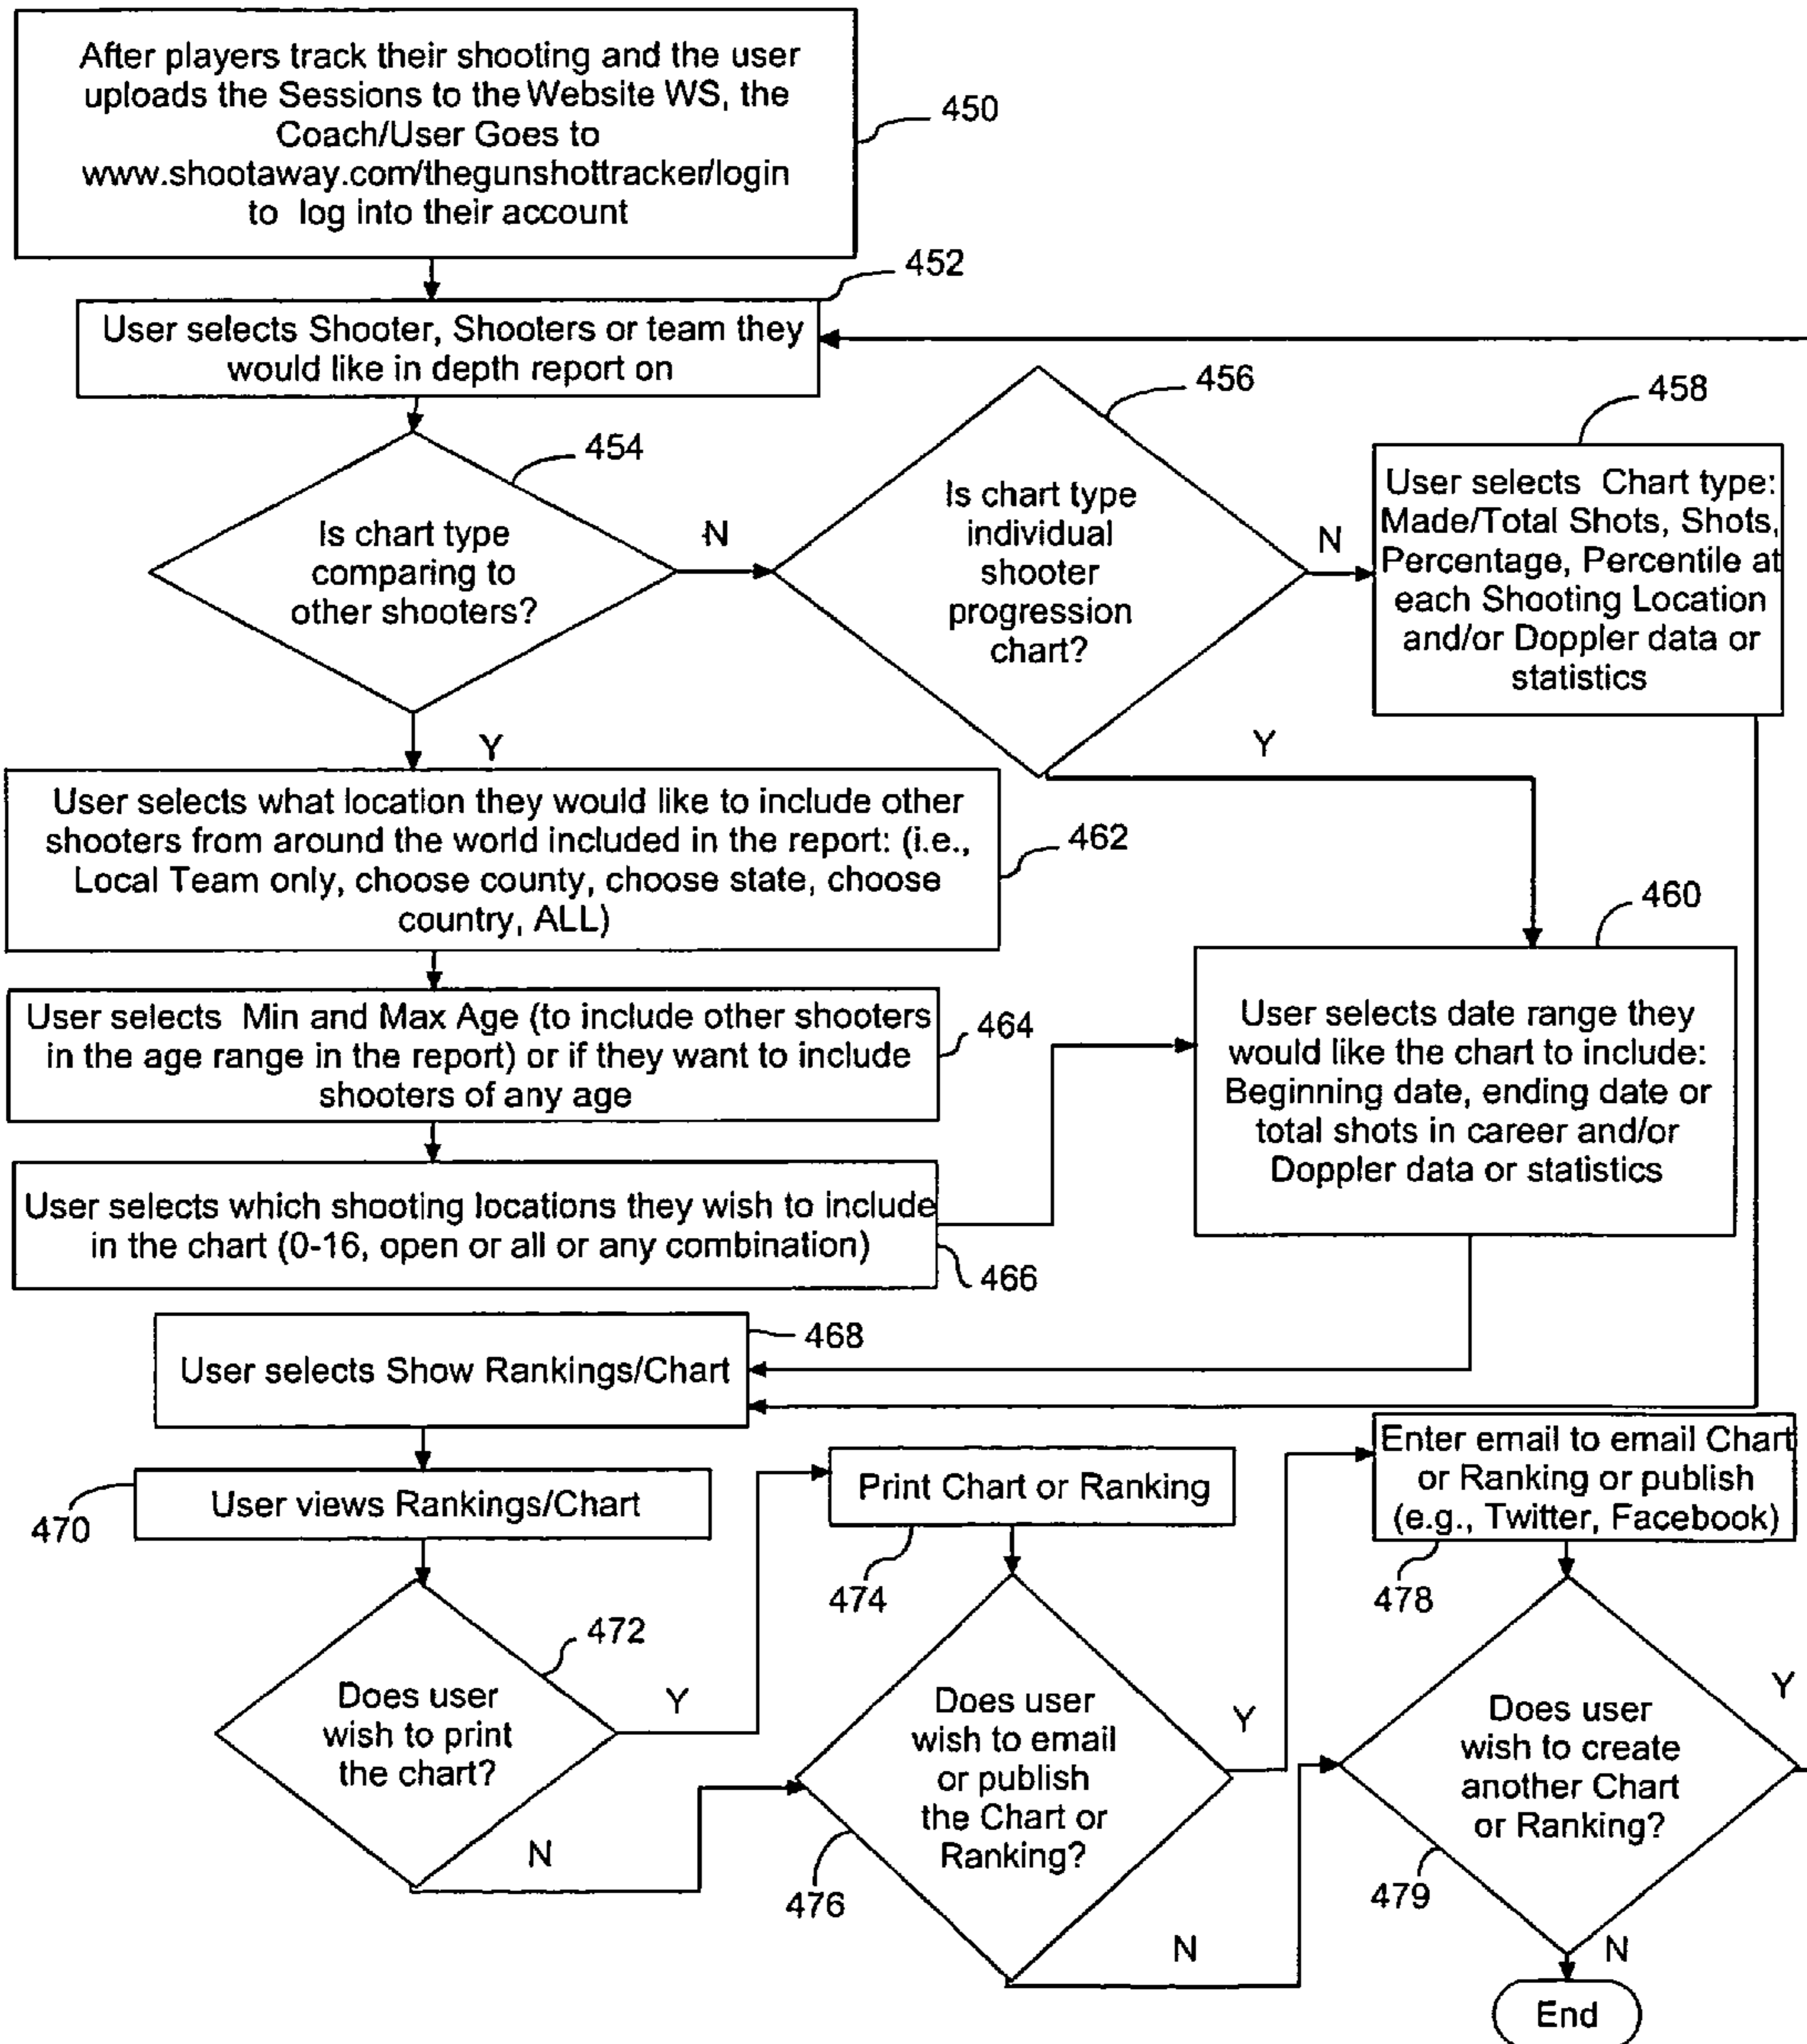 After players track their shooting and the user
uploads the Sessions to the Website WS, the
Coach/User Goes to
www.shootaway.com/thegunshottracker/login
to log into their account
450
452
User selects Shooter, Shooters or team they
would like in depth report on
454
Is chart type
comparing to
other shooters?
N
Y
456
Is chart type
individual
shooter
progression
chart?
N
Y
458
User selects Chart type:
Made/Total Shots, Shots,
Percentage, Percentile at
each Shooting Location
and/or Doppler data or
statistics
User selects what location they would like to include other
shooters from around the world included in the report: (i.e.,
Local Team only, choose county, choose state, choose
country, ALL)
462
460
User selects date range they
would like the chart to include:
Beginning date, ending date or
total shots in career and/or
Doppler data or statistics
User selects Min and Max Age (to include other shooters
in the age range in the report) or if they want to include
shooters of any age
464
User selects which shooting locations they wish to include
in the chart (0-16, open or all or any combination)
466
468
User selects Show Rankings/Chart
User views Rankings/Chart
470
472
Does user
wish to print
the chart?
Y
N
Print Chart or Ranking
474
Does user
wish to email
or publish
the Chart or
Ranking?
476
Y
N
Enter email to email Chart
or Ranking or publish
(e.g., Twitter, Facebook)
478
Does user
wish to create
another Chart
or Ranking?
479
Y
N
End